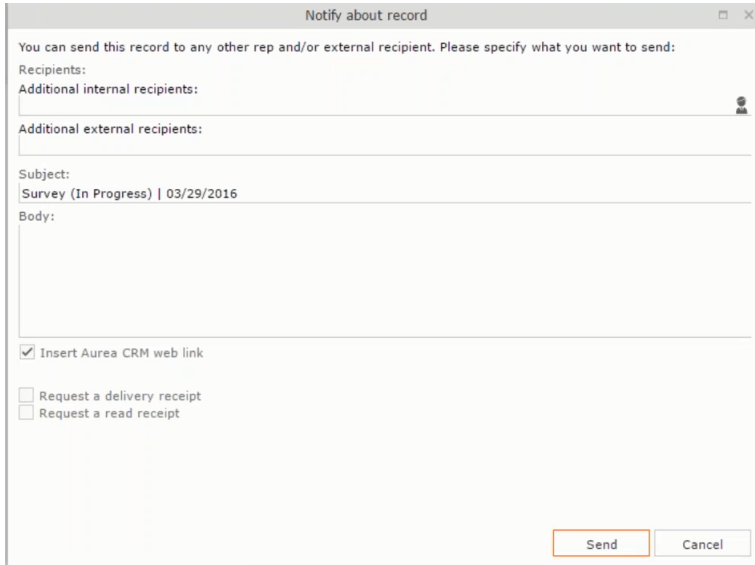 Notify about record
You can send this record to any other rep and/or external recipient. Please specify what you want to send:
Recipients:
Additional internal recipients:
Additional external recipients:
Subject:
Survey (In Progress) | 03/29/2016
Body:
Insert Aurea CRM web link
Request a delivery receipt
Request a read receipt
Send Cancel